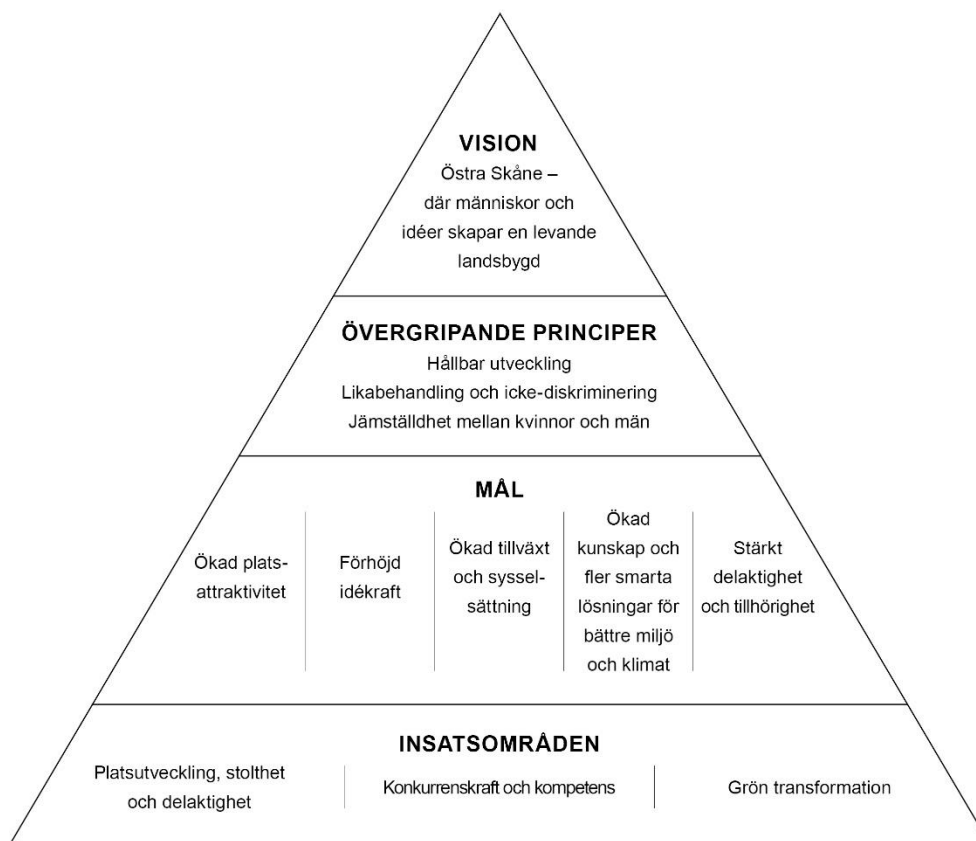 VISION
Östra Skåne –
där människor och
idéer skapar en levande
landsbygd
ÖVERGRIPANDE PRINCIPER
Hållbar utveckling
Likabehandling och icke-diskriminering
Jämställdhet mellan kvinnor och män
MÅL
Ökad plats-
attraktivitet
Förhöjd
idékraft
Ökad tillväxt
och syssel-
sättning
Ökad
kunskap och
fler smarta
lösningar för
bättre miljö
och klimat
Stärkt
delaktighet
och tillhörighet
INSATSOMRÅDEN
Platsutveckling, stolthet
och delaktighet
Konkurrenskraft och kompetens
Grön transformation